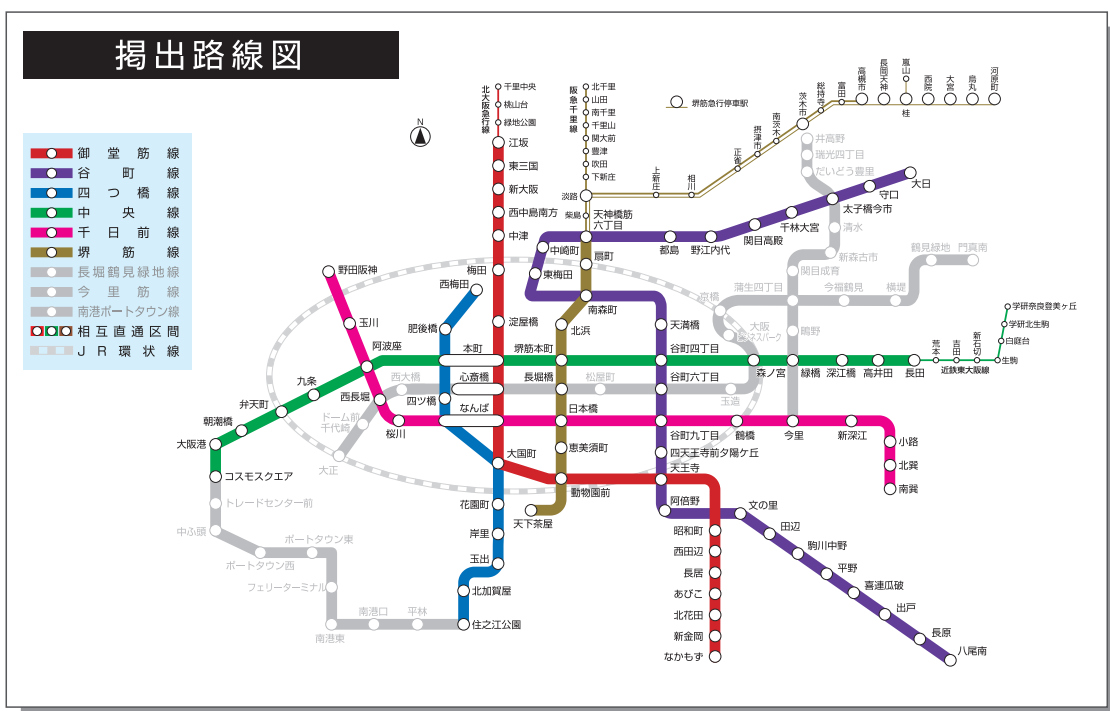 掲出路線図
御堂筋線
谷町線
四つ橋線
中央線
千日前線
堺筋線
長堀鶴見緑地線
今里筋線
南港ポートタウン線
相互直通区間
JR環状線
N
北大阪急行線
千里中央
桃山台
緑地公園
江坂
東三国
新大阪
西中島南方
中津
梅田
淀屋橋
本町
心斎橋
なんば
大国町
動物園前
天王寺
昭和町
西田辺
長居
あびこ
北花田
新金岡
なかもず
阪急千里線
北千里
山田
南千里
千里山
関大前
豊津
吹田
下新庄
淡路
柴島
天神橋筋
六丁目
扇町
南森町
北浜
堺筋本町
長堀橋
日本橋
恵美須町
天下茶屋
堺筋急行停車駅
上新庄
相川
正雀
摂津市
南茨木
茨木市
総持寺
富田
高槻市
長岡天神
嵐山
桂
西院
大宮
烏丸
河原町
大日
守口
太子橋今市
千林大宮
関目高殿
野江内代
都島
中崎町
東梅田
天満橋
谷町四丁目
谷町六丁目
谷町九丁目
四天王寺前夕陽ケ丘
阿倍野
文の里
田辺
駒川中野
平野
喜連瓜破
出戸
長原
八尾南
西梅田
肥後橋
四ツ橋
花園町
岸里
玉出
北加賀屋
住之江公園
野田阪神
玉川
阿波座
西長堀
桜川
鶴橋
今里
新深江
小路
北巽
南巽
九条
弁天町
朝潮橋
大阪港
コスモスクエア
森ノ宮
緑橋
深江橋
高井田
長田
荒本
吉田
新石切
近鉄東大阪線
生駒
白庭台
学研北生駒
学研奈良登美ヶ丘
井高野
瑞光四丁目
だいどう豊里
清水
新森古市
関目成育
蒲生四丁目
鴫野
今福鶴見
横堤
鶴見緑地
門真南
京橋
大阪
ビジネスパーク
玉造
松屋町
西大橋
ドーム前
千代崎
大正
トレードセンター前
中ふ頭
ポートタウン西
ポートタウン東
フェリーターミナル
南港東
南港口
平林